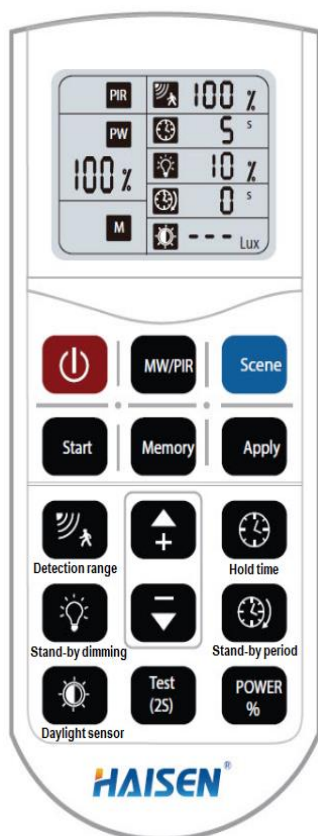 PIR 100 %
PW 5 s
100 % 10 %
0 s
M --- Lux
MW/PIR Scene
Start Memory Apply
Detection range + Hold time
Stand-by dimming − Stand-by period
Daylight sensor Test (2S) POWER %
HAISEN®